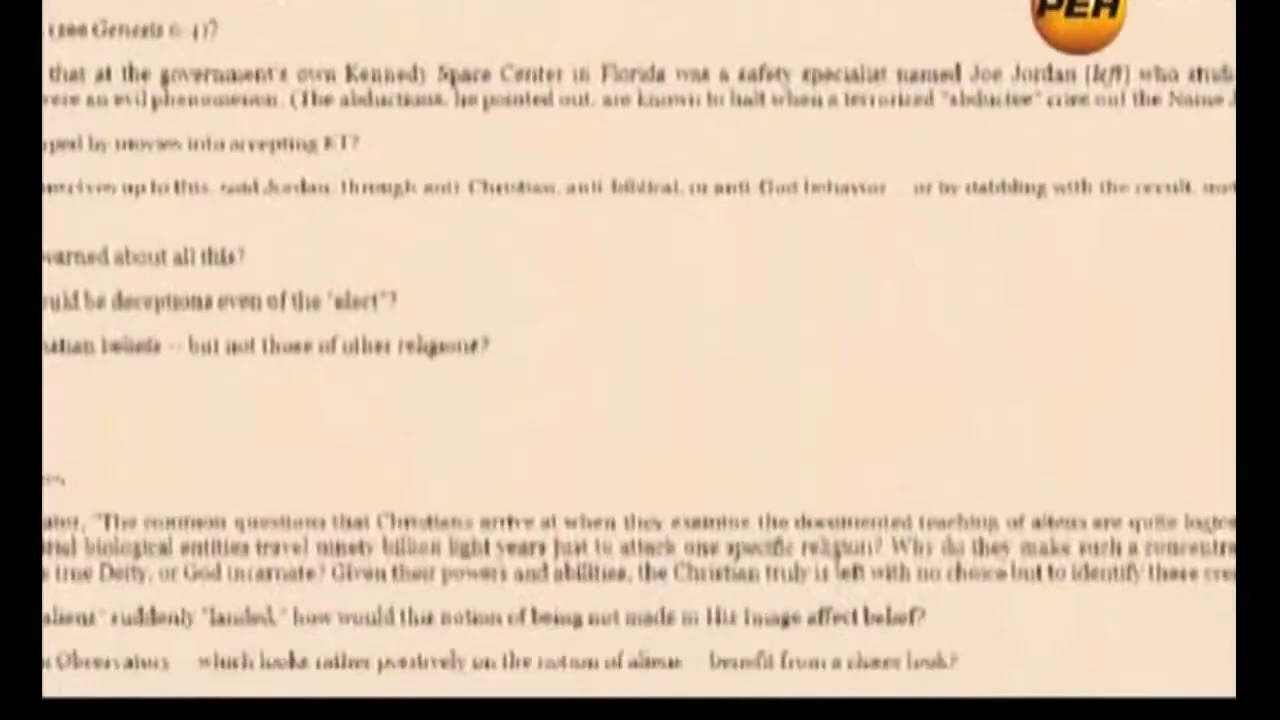 РЕН
(see Genesis 6:4)?
that at the government's own Kennedy Space Center in Florida was a safety specialist named Joe Jordan (left) who studi
were an evil phenomenon. (The abductions, he pointed out, are known to halt when a terrorized "abductee" cries out the Name
ped by movies into accepting ET?
up to this, said Jordan, through anti-Christian, anti-biblical, or anti-God behavior or by dabbling with the occult,
warned about all this?
uld be deceptions even of the "elect"?
stian beliefs -- but not those of other religions?
ator, "The common questions that Christians arrive at when they examine the documented teaching of aliens are quite logica
trial biological entities travel ninety billion light years just to attack one specific religion? Why do they make such a concentra
s true Deity, or God incarnate? Given their powers and abilities, the Christian truly is left with no choice but to identify these cre
aliens" suddenly "landed," how would this notion of being not made in His Image affect belief?
Observatory which looks rather positively on the notion of aliens benefit from a closer look?